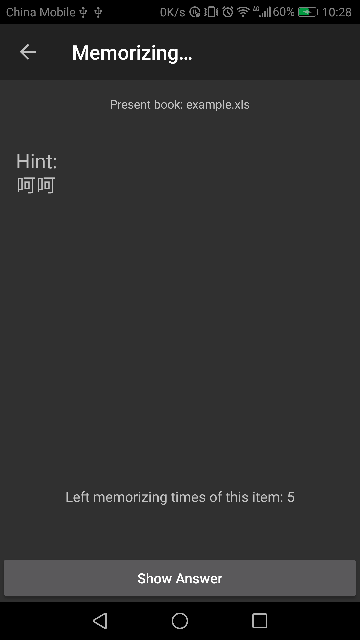 China Mobile 0K/s 4G 60% 10:28
Memorizing...
Present book: example.xls
Hint:
呵呵
Left memorizing times of this item: 5
Show Answer